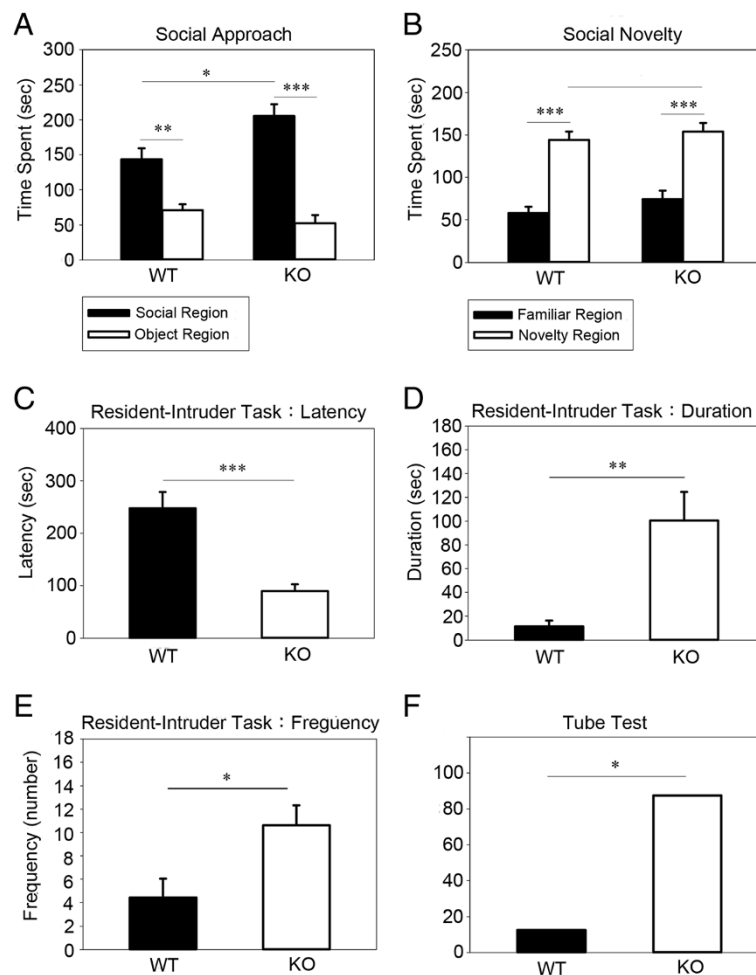 A
Social Approach
Time Spent (sec)
300
250
200
150
100
50
0
*
**
***
WT
KO
Social Region
Object Region
B
Social Novelty
Time Spent (sec)
250
200
150
100
50
0
***
***
WT
KO
Familiar Region
Novelty Region
C
Resident-Intruder Task : Latency
Latency (sec)
400
300
200
100
0
***
WT
KO
D
Resident-Intruder Task : Duration
Duration (sec)
180
160
140
120
100
80
60
40
20
0
**
WT
KO
E
Resident-Intruder Task : Freguency
Frequency (number)
18
16
14
12
10
8
6
4
2
0
*
WT
KO
F
Tube Test
100
80
60
40
20
0
*
WT
KO